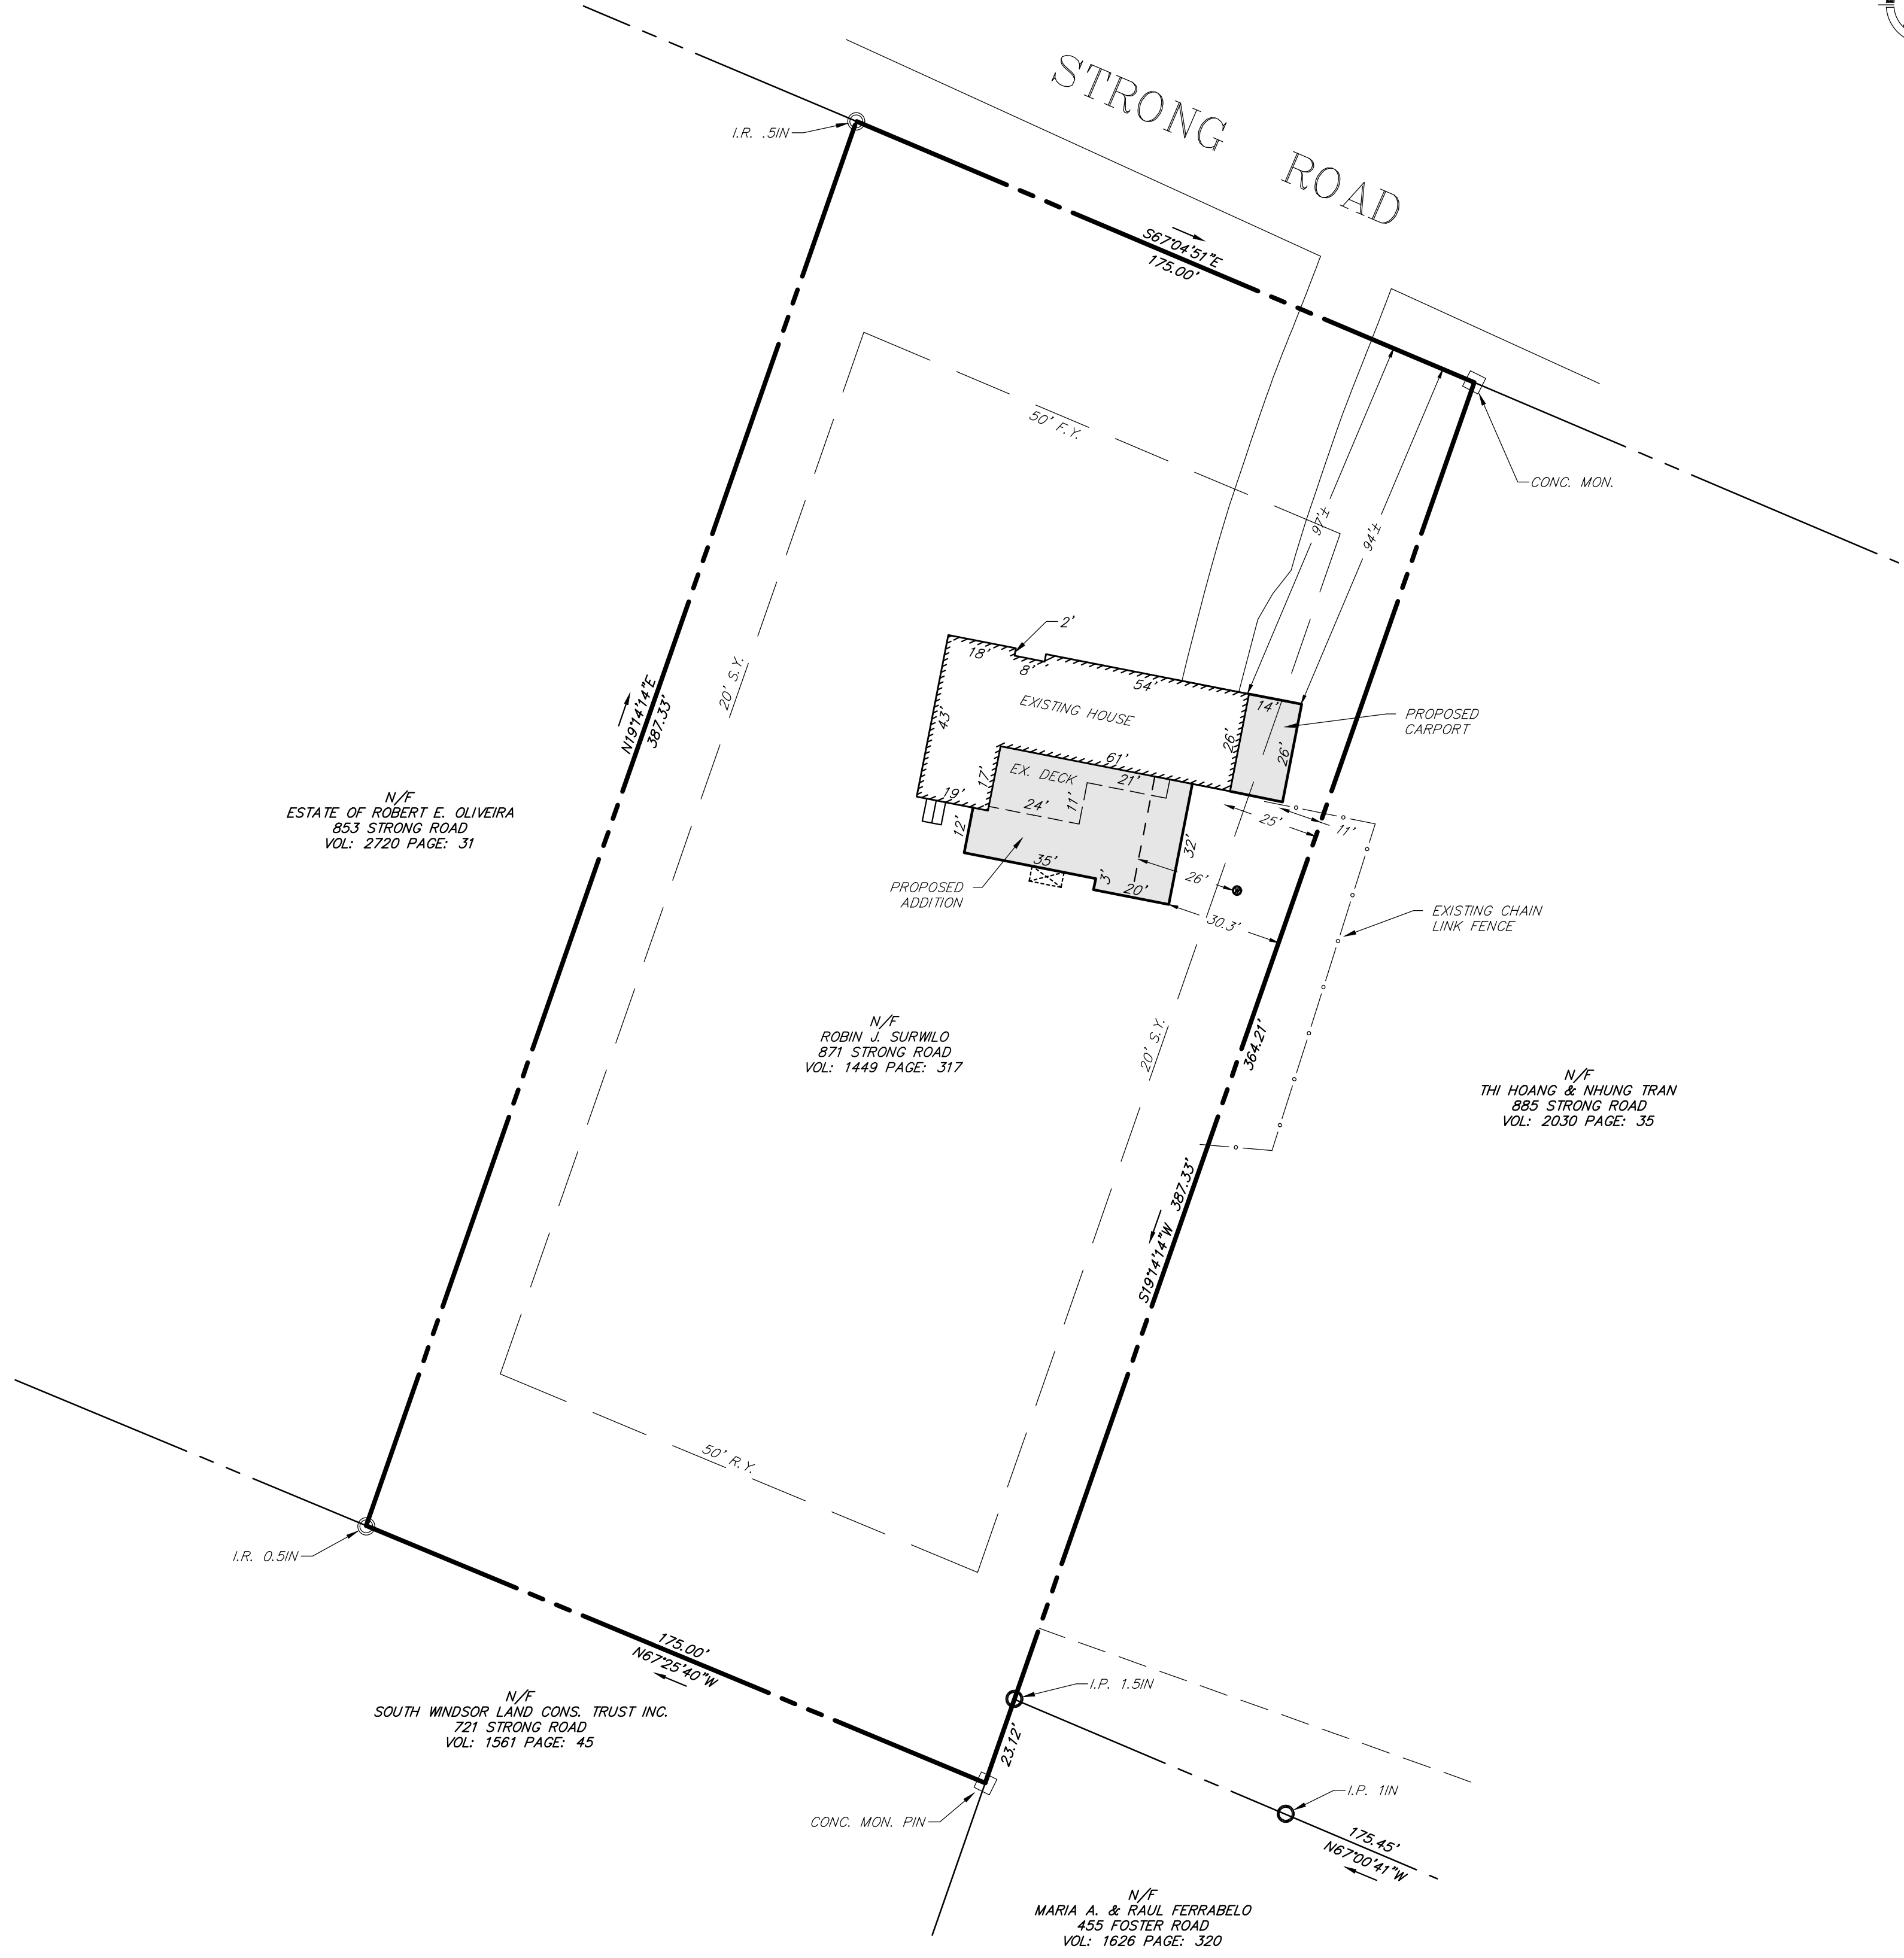 STRONG ROAD
I.R. .5IN
S67°04'51"E
175.00'
CONC. MON.
50' F.Y.
97'±
94'±
2'
18'
8'
54'
EXISTING HOUSE
14'
PROPOSED
CARPORT
43'
26'
26'
61'
EX. DECK
21'
17'
19'
24'
11'
12'
25'
11'
32'
35'
3'
20'
26'
30.3'
PROPOSED
ADDITION
EXISTING CHAIN
LINK FENCE
20' S.Y.
N19°14'14"E
387.33'
N/F
ESTATE OF ROBERT E. OLIVEIRA
853 STRONG ROAD
VOL: 2720 PAGE: 31
N/F
ROBIN J. SURWILO
871 STRONG ROAD
VOL: 1449 PAGE: 317
20' S.Y.
364.21'
N/F
THI HOANG & NHUNG TRAN
885 STRONG ROAD
VOL: 2030 PAGE: 35
S19°14'14"W 387.33'
50' R.Y.
I.R. 0.5IN
175.00'
N67°25'40"W
N/F
SOUTH WINDSOR LAND CONS. TRUST INC.
721 STRONG ROAD
VOL: 1561 PAGE: 45
I.P. 1.5IN
23.12'
CONC. MON. PIN
I.P. 1IN
175.45'
N67°00'41"W
N/F
MARIA A. & RAUL FERRABELO
455 FOSTER ROAD
VOL: 1626 PAGE: 320